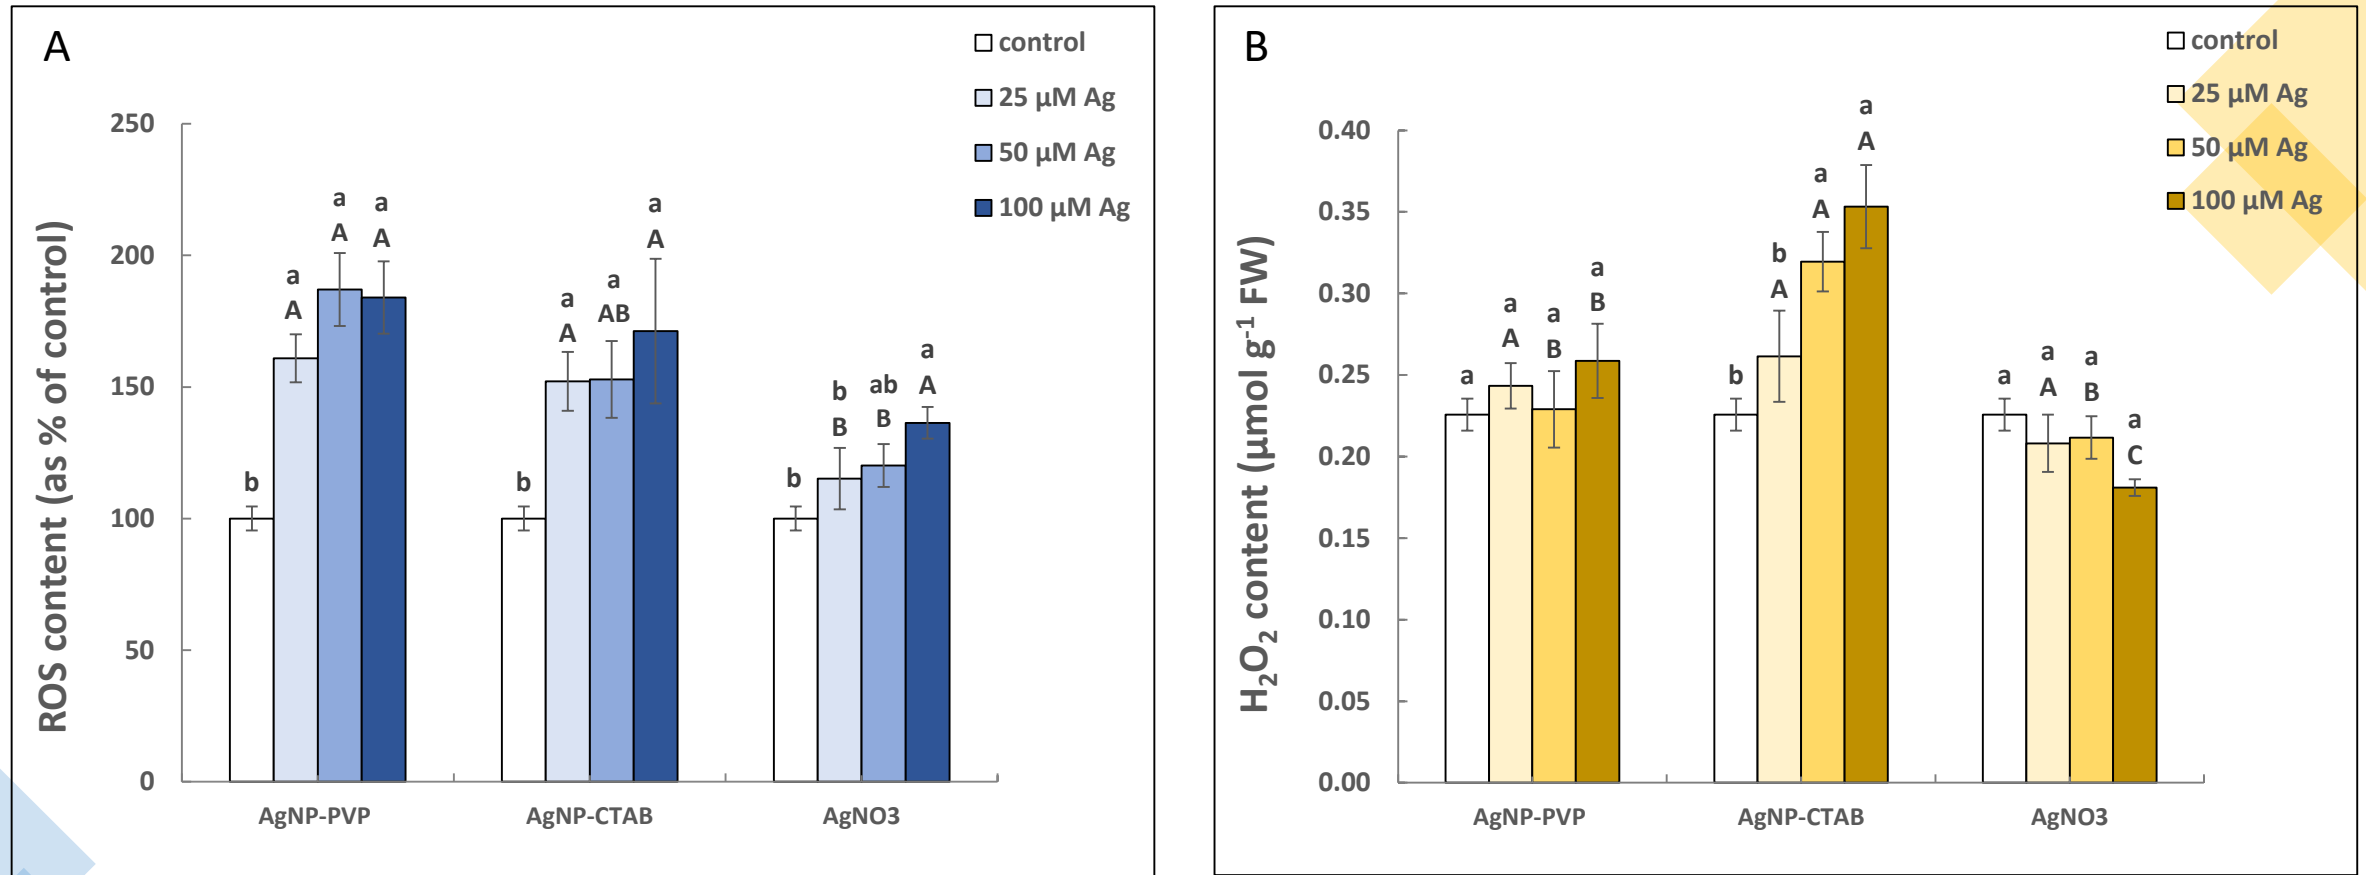 A
control
25 µM Ag
50 µM Ag
100 µM Ag
ROS content (as % of control)
250
200
150
100
50
0
b
a
A
a
A
a
A
b
a
A
a
AB
a
A
b
b
B
ab
B
a
A
AgNP-PVP
AgNP-CTAB
AgNO3
B
control
25 µM Ag
50 µM Ag
100 µM Ag
H₂O₂ content (µmol g⁻¹ FW)
0.40
0.35
0.30
0.25
0.20
0.15
0.10
0.05
0.00
a
a
A
a
B
a
B
b
b
A
a
A
a
A
a
a
A
a
B
a
C
AgNP-PVP
AgNP-CTAB
AgNO3